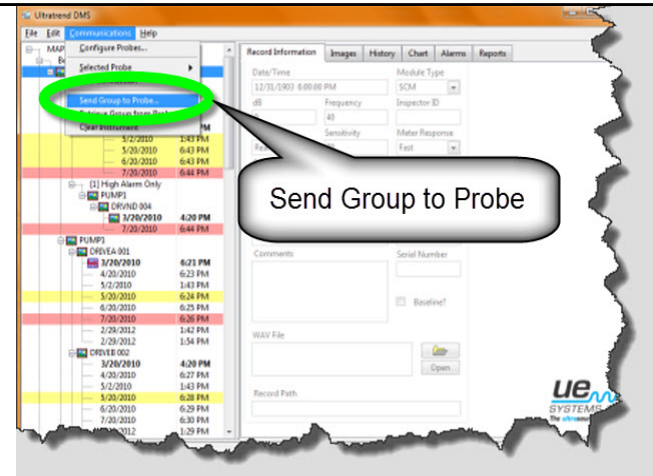 Ultratrend DMS
File Edit Communications Help
Configure Probes...
Selected Probe
Send Group to Probe...
Retrieve Group from Prob
Clear Instrument
MAP
5/2/2010 1:43 PM
5/20/2010 6:43 PM
6/20/2010 6:43 PM
7/20/2010 6:44 PM
[1] High Alarm Only
PUMP1
DRVND 004
3/20/2010 4:20 PM
7/20/2010 6:44 PM
PUMP1
DRIVEA 001
3/20/2010 6:21 PM
4/20/2010 6:23 PM
5/2/2010 1:43 PM
5/20/2010 6:24 PM
6/20/2010 6:25 PM
7/20/2010 6:26 PM
2/29/2012 1:42 PM
2/29/2012 1:54 PM
DRIVEB 002
3/20/2010 4:20 PM
4/20/2010 6:27 PM
5/2/2010 1:43 PM
5/20/2010 6:28 PM
6/20/2010 6:29 PM
7/20/2010 6:30 PM
2012 1:29 PM
Record Information Images History Chart Alarms Reports
Date/Time Module Type
12/31/1903 6:00:00 PM SCM
dB Frequency Inspector ID
40
Sensitivity Meter Response
Fast
Send Group to Probe
Comments Serial Number
Baseline?
WAV File
Open
Record Path
ue
SYSTEMS